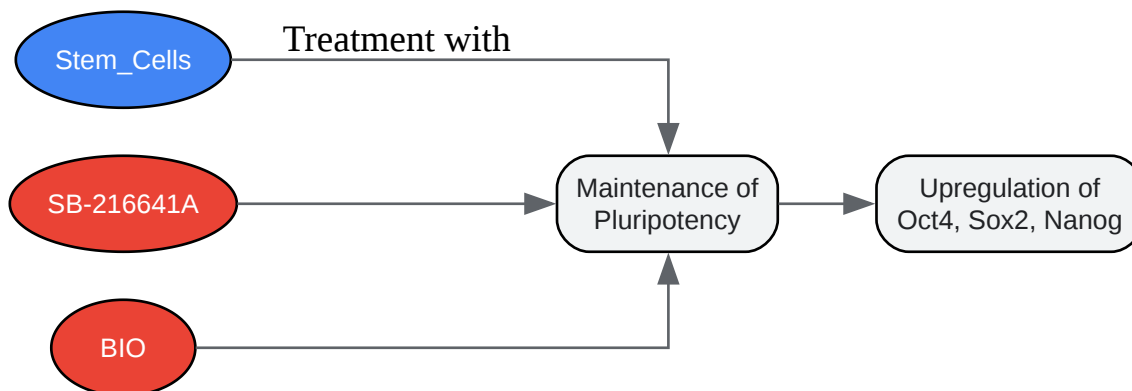 Treatment with
Stem_Cells
SB-216641A
Maintenance of
Pluripotency
Upregulation of
Oct4, Sox2, Nanog
BIO